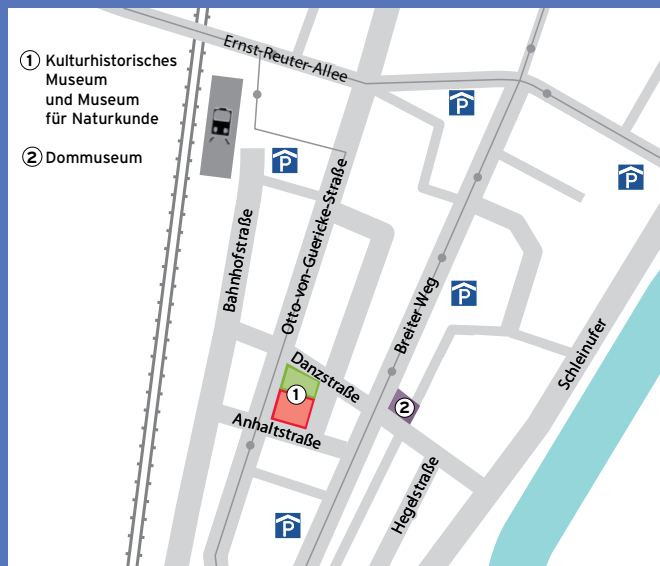 1 Kulturhistorisches
Museum
und Museum
für Naturkunde
2 Dommuseum
Ernst-Reuter-Allee
P
P
P
P
P
Bahnhofstraße
Otto-von-Guericke-Straße
Breiter Weg
Schleinufer
Danzstraße
1
2
Anhaltstraße
Hegelstraße